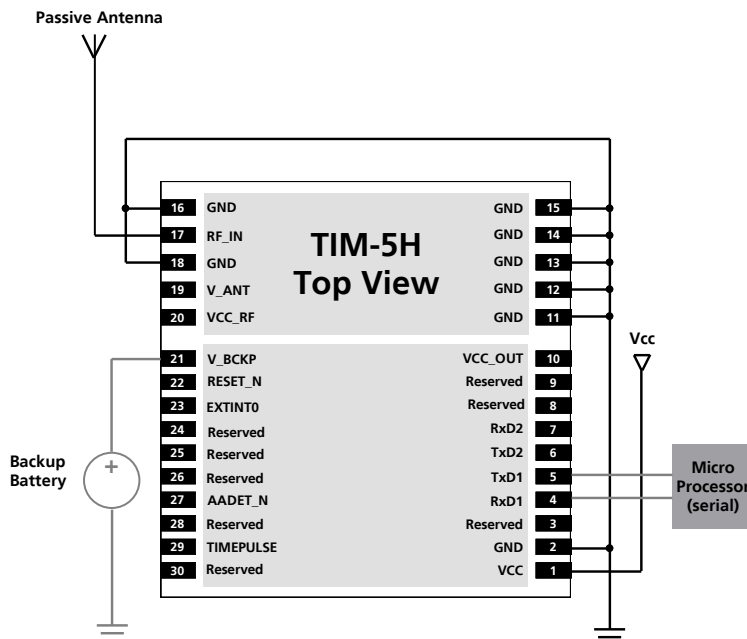 Passive Antenna
TIM-5H
Top View
16 GND
17 RF_IN
18 GND
19 V_ANT
20 VCC_RF
GND 15
GND 14
GND 13
GND 12
GND 11
21 V_BCKP
22 RESET_N
23 EXTINT0
24 Reserved
25 Reserved
26 Reserved
27 AADET_N
28 Reserved
29 TIMEPULSE
30 Reserved
VCC_OUT 10
Reserved 9
Reserved 8
RxD2 7
TxD2 6
TxD1 5
RxD1 4
Reserved 3
GND 2
VCC 1
Vcc
Backup
Battery
+
Micro
Processor
(serial)